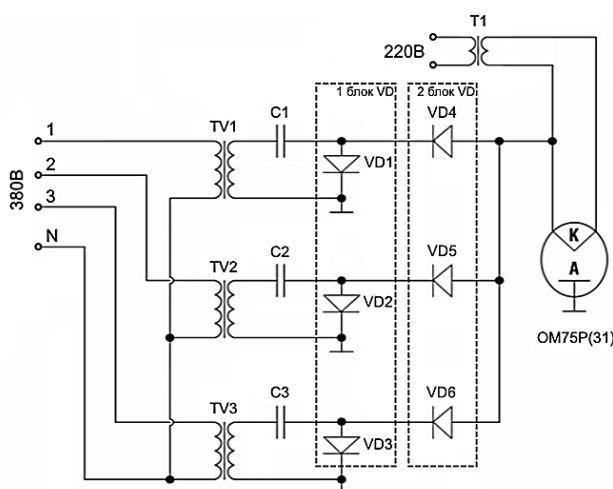 T1
220В
1 блок VD
2 блок VD
C1
VD4
TV1
1
VD1
2
3
380В
N
К
А
C2
VD5
TV2
VD2
ОМ75Р(31)
C3
VD6
TV3
VD3